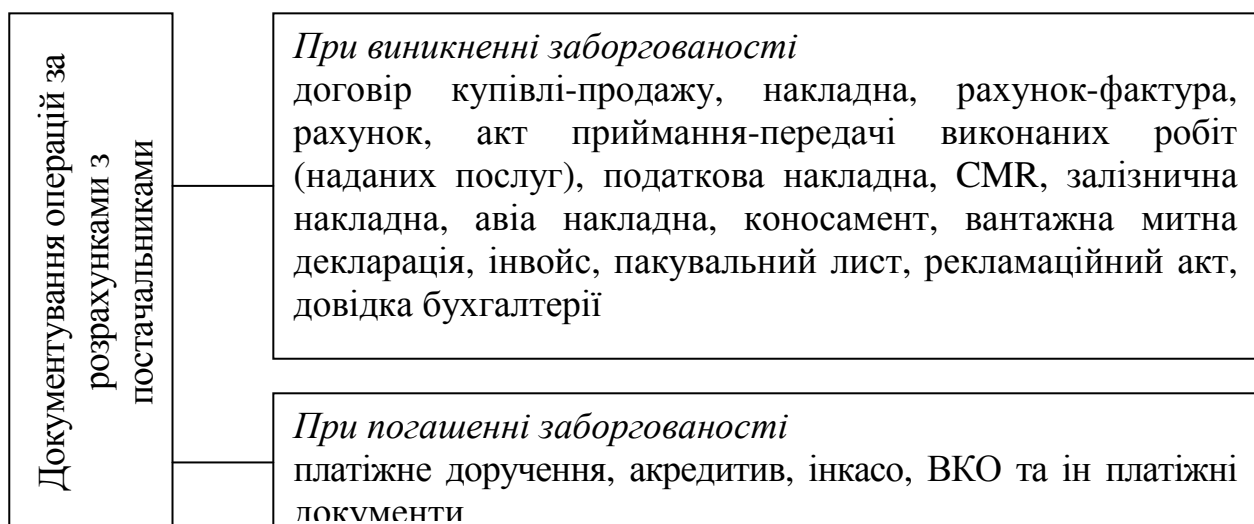 Документування операцій за
розрахунками з
постачальниками
При виникненні заборгованості
договір купівлі-продажу, накладна, рахунок-фактура,
рахунок, акт приймання-передачі виконаних робіт
(наданих послуг), податкова накладна, CMR, залізнична
накладна, авіа накладна, коносамент, вантажна митна
декларація, інвойс, пакувальний лист, рекламаційний акт,
довідка бухгалтерії
При погашенні заборгованості
платіжне доручення, акредитив, інкасо, ВКО та ін платіжні
документи